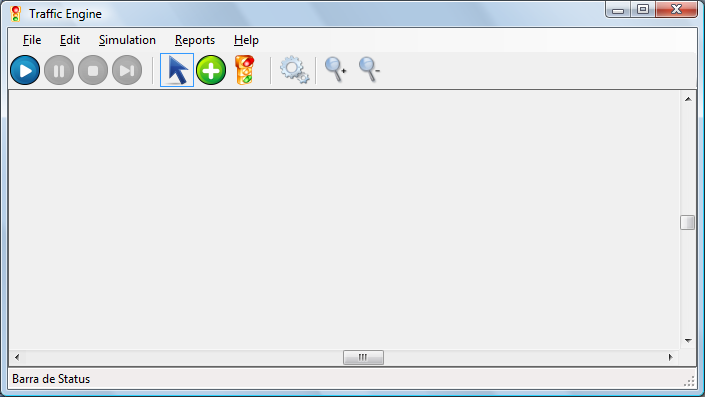 Traffic Engine
File Edit Simulation Reports Help
Barra de Status